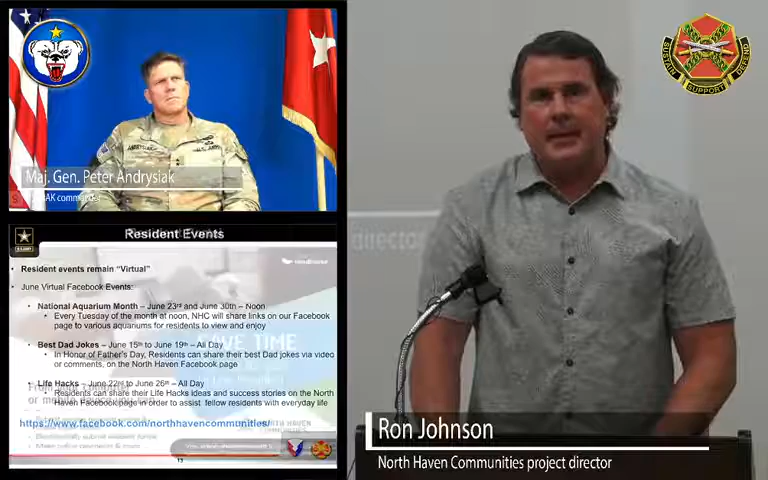 Maj. Gen. Peter Andrysiak
AK comma
Resident Events
Resident events remain “Virtual”
June Virtual Facebook Events:
National Aquarium Month – June 23rd and June 30th – Noon
Every Tuesday of the month at noon, NHC will share links on our Facebook
page to various aquariums for residents to view and enjoy
Best Dad Jokes – June 15th to June 19th – All Day
In Honor of Father's Day, Residents can share their best Dad jokes via video
or comments, on the North Haven Facebook page
Life Hacks – June 22nd to June 26th – All Day
Residents can share their Life Hacks ideas and success stories on the North
Haven Facebook page in order to assist fellow residents with everyday life
https://www.facebook.com/northhavencommunities/
SAVE TIME
13
SUSTAIN
SUPPORT
DEFEND
director
Ron Johnson
North Haven Communities project director